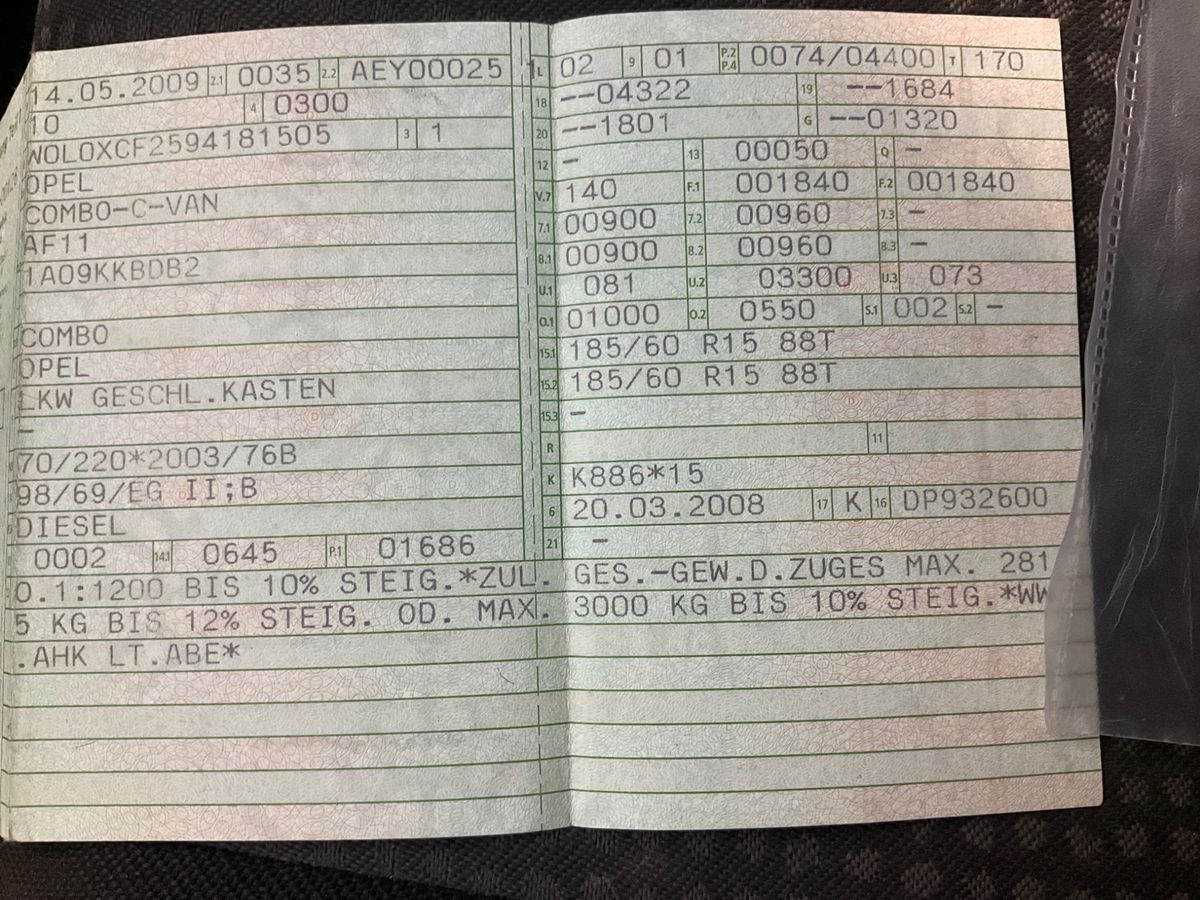 14.05.2009 2.1 0035 2.2 AEY00025
10 4 0300
W0L0XCF2594181505 3 1
OPEL
COMBO-C-VAN
AF11
1A09KKBDB2
COMBO
OPEL
LKW GESCHL.KASTEN
-
70/220*2003/76B
98/69/EG II;B
DIESEL
0002 14.1 0645 P.1 01686
L 02 9 01 P.2 P.4 0074/04400 T 170
18 --04322 19 --1684
20 --1801 G --01320
12 - 13 00050 Q -
V.7 140 F.1 001840 F.2 001840
7.1 00900 7.2 00960 7.3 -
8.1 00900 8.2 00960 8.3 -
U.1 081 U.2 03300 U.3 073
O.1 01000 O.2 0550 S.1 002 S.2 -
15.1 185/60 R15 88T
15.2 185/60 R15 88T
15.3 -
R 11
K K886*15
6 20.03.2008 17 K 16 DP932600
21 -
O.1:1200 BIS 10% STEIG.*ZUL. GES.-GEW.D.ZUGES MAX. 281
5 KG BIS 12% STEIG. OD. MAX. 3000 KG BIS 10% STEIG.*WW
.AHK LT.ABE*